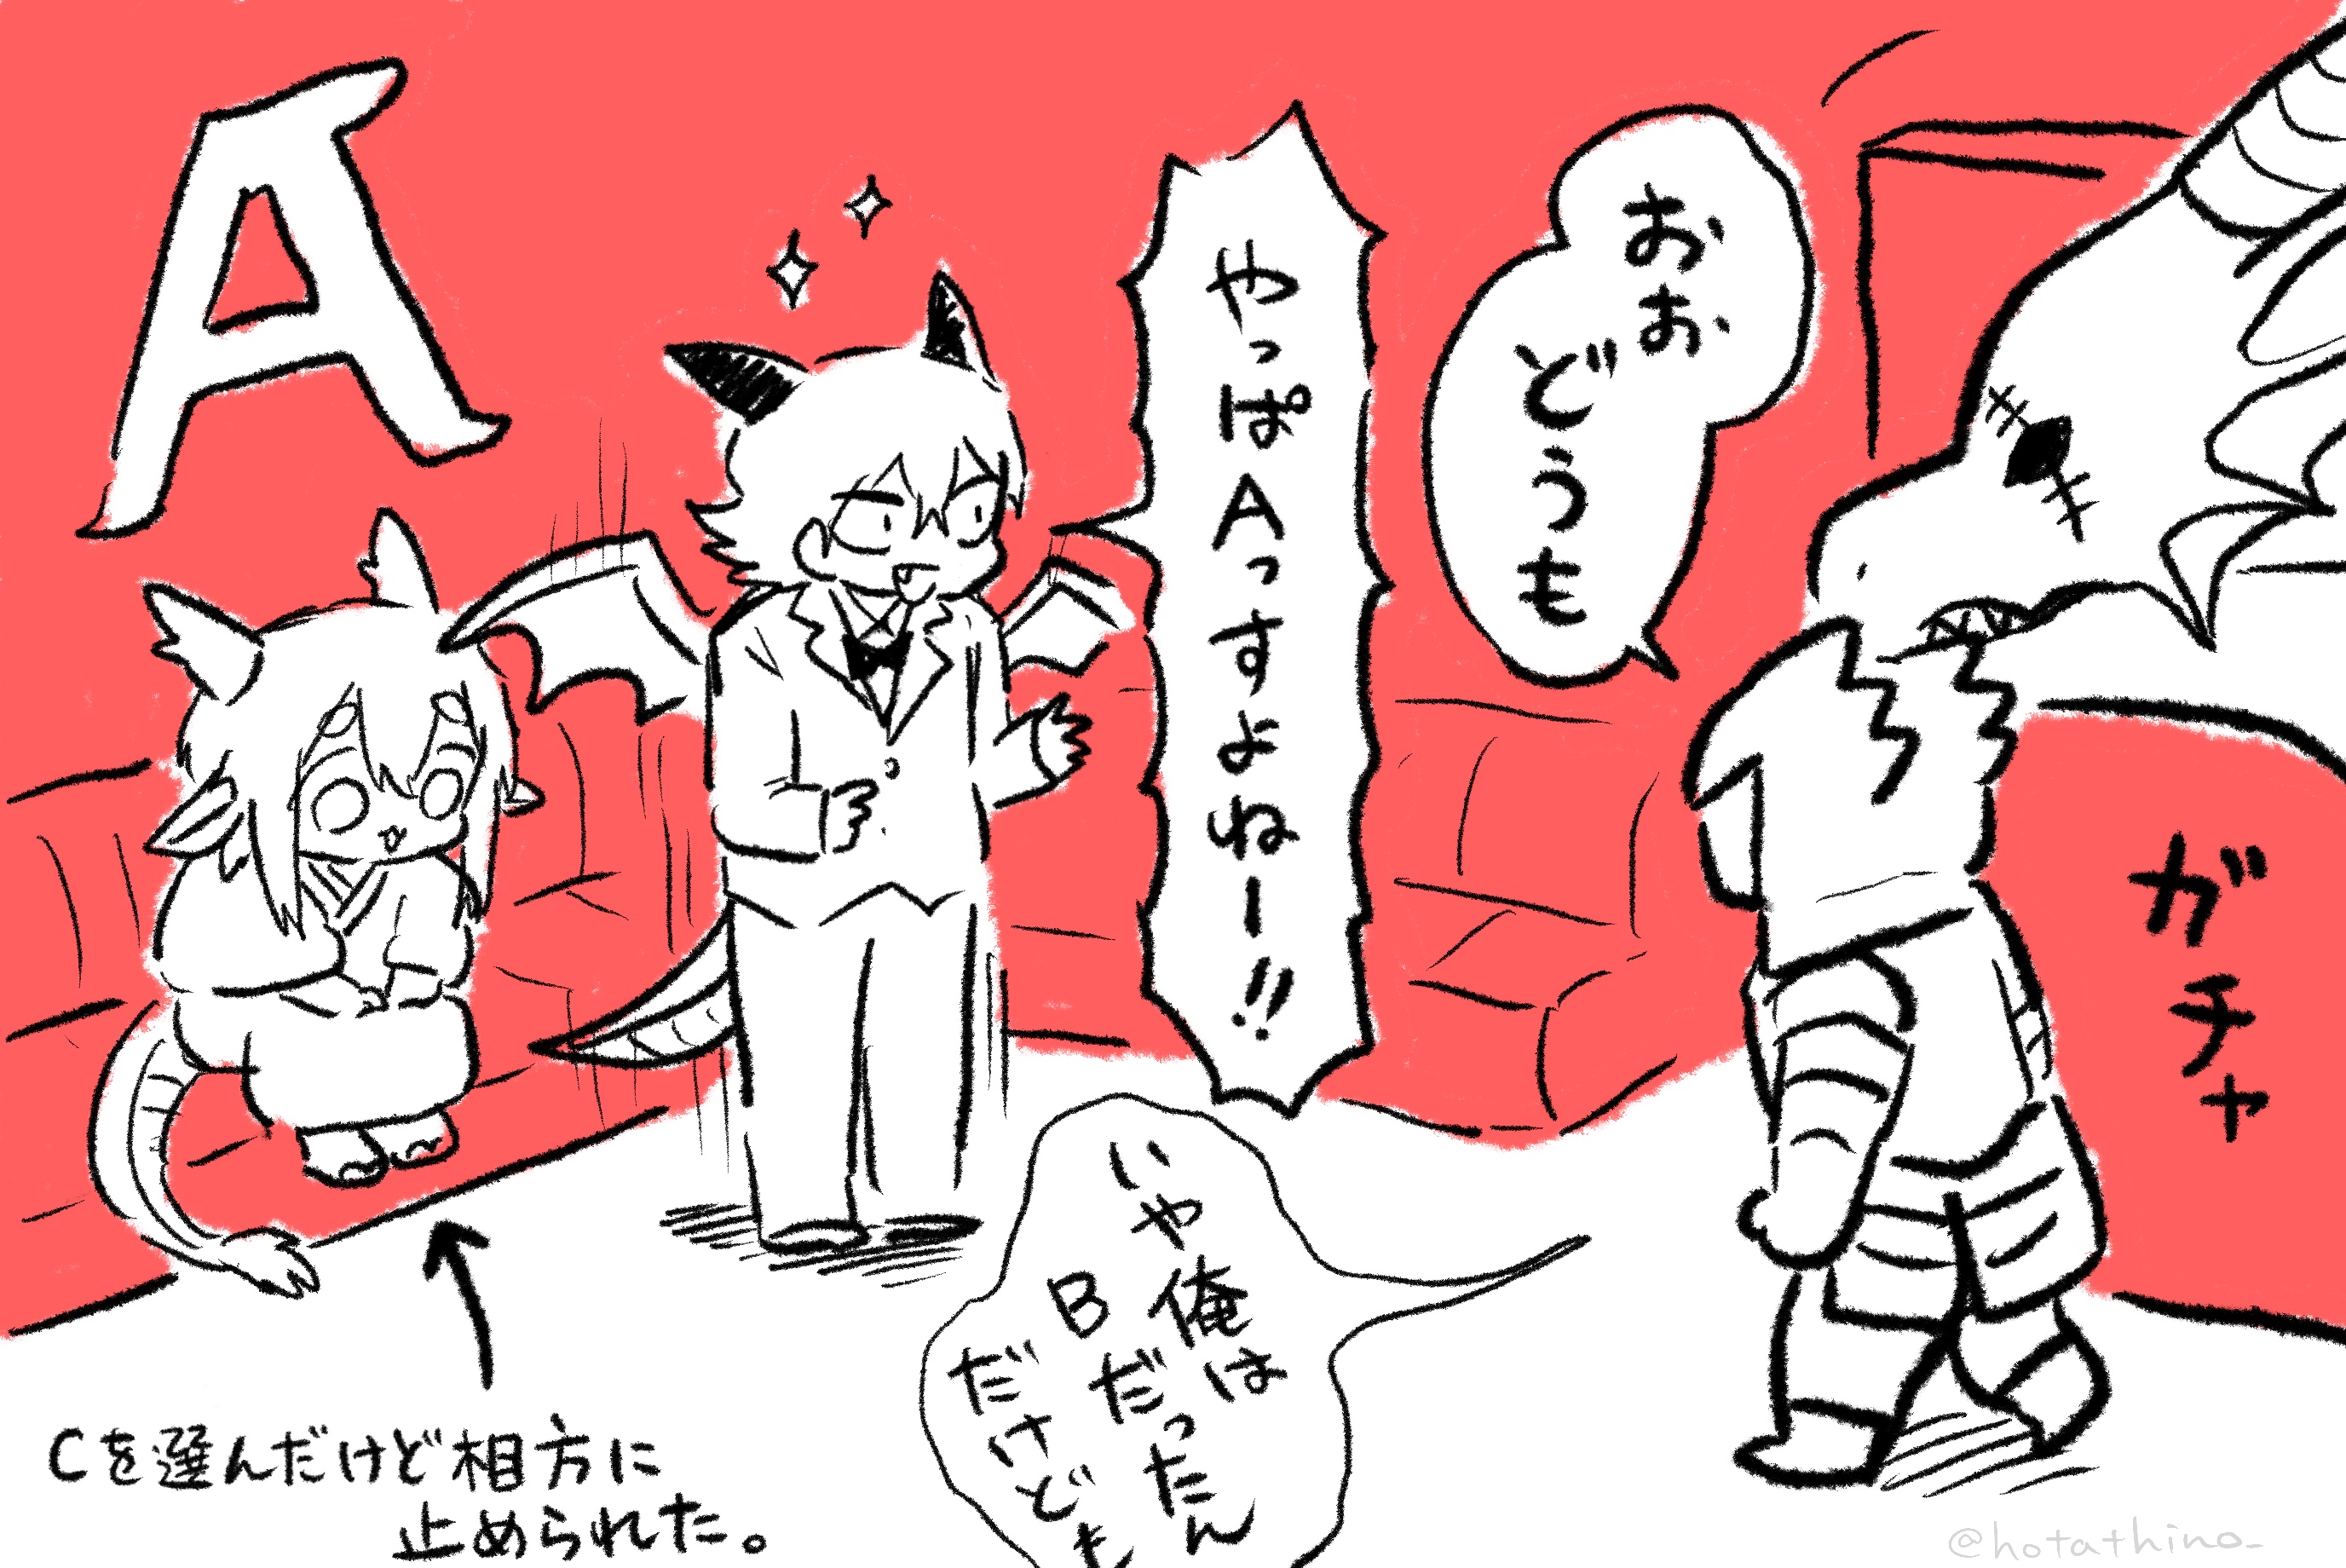 A
おお
どうも
やっぱAっすよねー!!
ガチャ
いや俺は
Bだったん
だけども
Cを選んだけど相方に
止められた。
@hotathino_